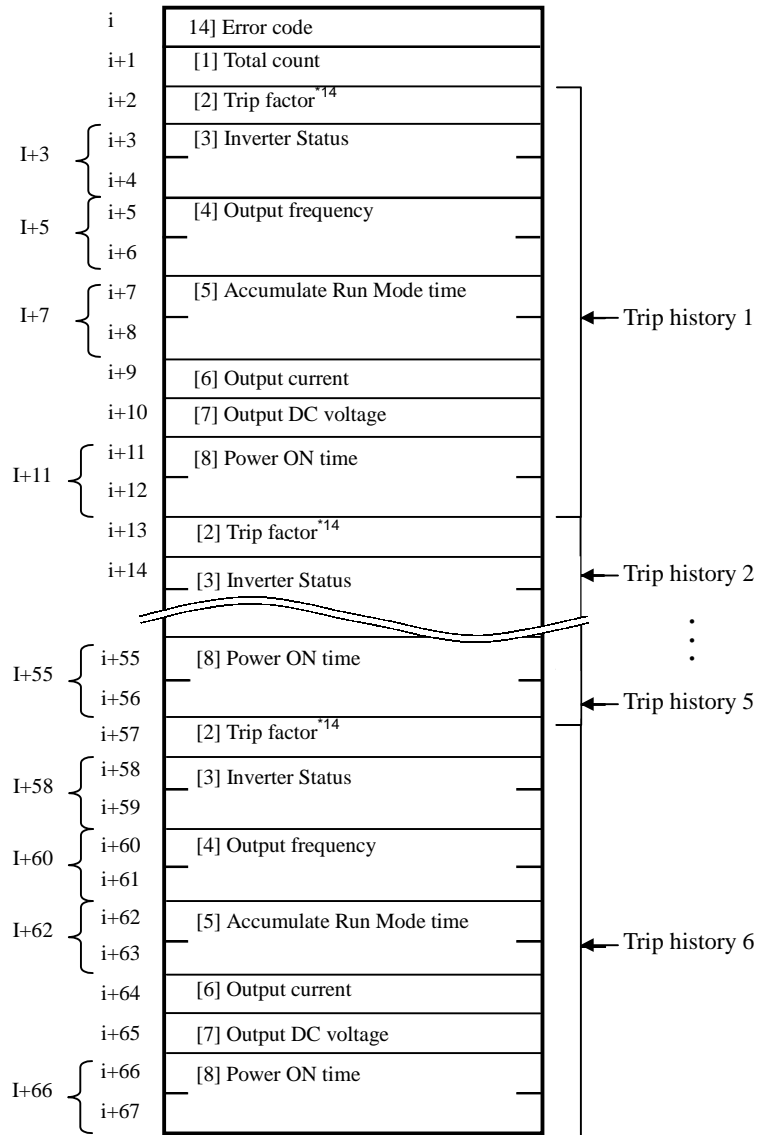 i 14] Error code
i+1 [1] Total count
i+2 [2] Trip factor*14
I+3 i+3 [3] Inverter Status
i+4
I+5 i+5 [4] Output frequency
i+6
I+7 i+7 [5] Accumulate Run Mode time
i+8
Trip history 1
i+9 [6] Output current
i+10 [7] Output DC voltage
I+11 i+11 [8] Power ON time
i+12
i+13 [2] Trip factor*14
i+14 [3] Inverter Status
Trip history 2
I+55 i+55 [8] Power ON time
i+56
Trip history 5
i+57 [2] Trip factor*14
I+58 i+58 [3] Inverter Status
i+59
I+60 i+60 [4] Output frequency
i+61
I+62 i+62 [5] Accumulate Run Mode time
i+63
Trip history 6
i+64 [6] Output current
i+65 [7] Output DC voltage
I+66 i+66 [8] Power ON time
i+67